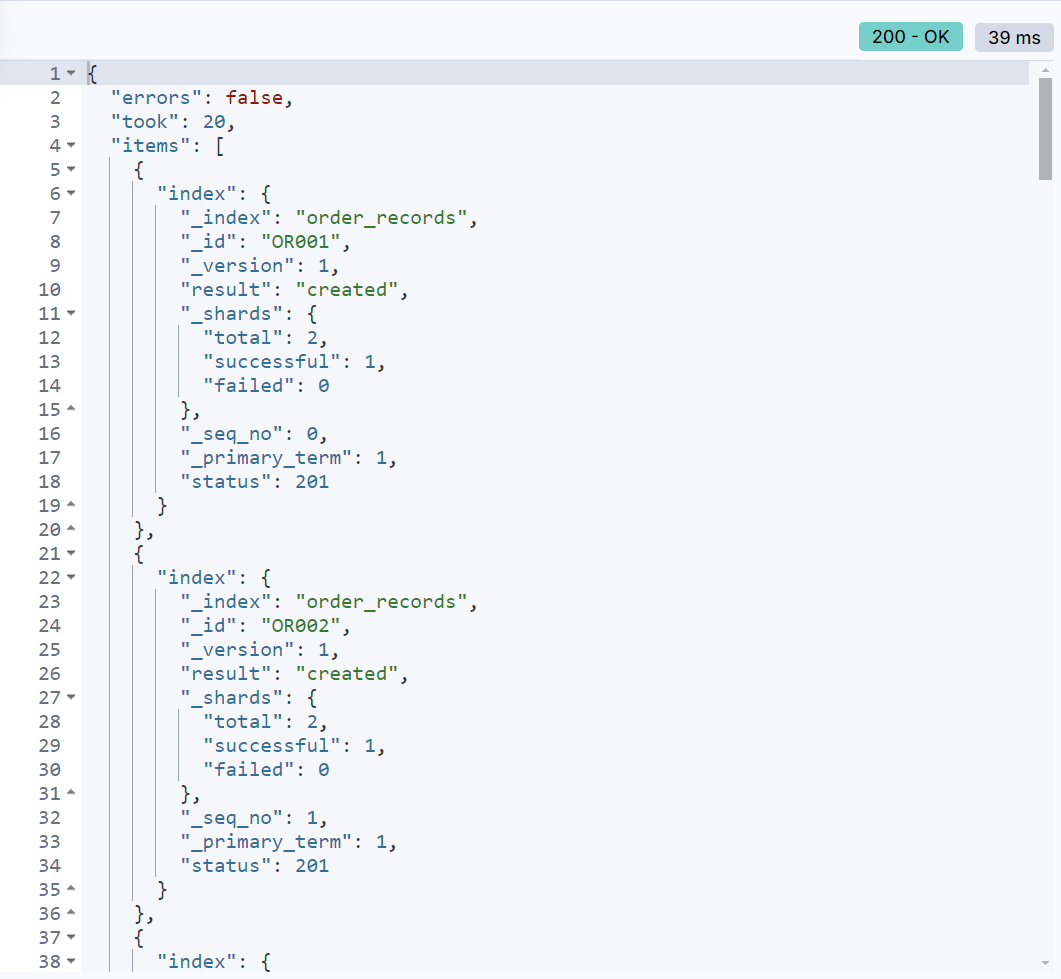 200 - OK 39 ms
1 {
2 "errors": false,
3 "took": 20,
4 "items": [
5 {
6 "index": {
7 "_index": "order_records",
8 "_id": "OR001",
9 "_version": 1,
10 "result": "created",
11 "_shards": {
12 "total": 2,
13 "successful": 1,
14 "failed": 0
15 },
16 "_seq_no": 0,
17 "_primary_term": 1,
18 "status": 201
19 }
20 },
21 {
22 "index": {
23 "_index": "order_records",
24 "_id": "OR002",
25 "_version": 1,
26 "result": "created",
27 "_shards": {
28 "total": 2,
29 "successful": 1,
30 "failed": 0
31 },
32 "_seq_no": 1,
33 "_primary_term": 1,
34 "status": 201
35 }
36 },
37 {
38 "index": {